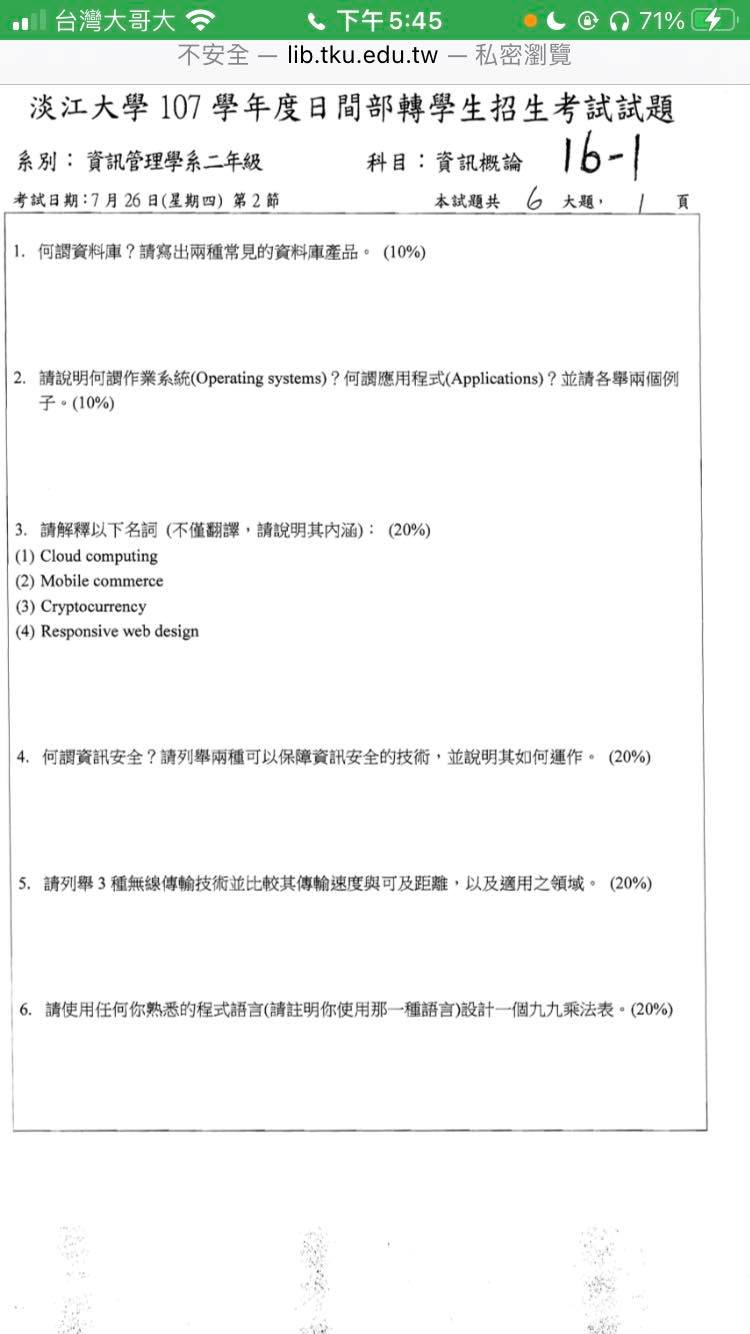 台灣大哥大 下午5:45 71%
不安全 — lib.tku.edu.tw — 私密瀏覽
淡江大學 107 學年度日間部轉學生招生考試試題
系別：資訊管理學系二年級 科目：資訊概論 16-1
考試日期:7 月 26 日(星期四) 第 2 節 本試題共 6 大題， 1 頁
1. 何謂資料庫？請寫出兩種常見的資料庫產品。 (10%)
2. 請說明何謂作業系統(Operating systems)？何謂應用程式(Applications)？並請各舉兩個例
子。(10%)
3. 請解釋以下名詞 (不僅翻譯，請說明其內涵)： (20%)
(1) Cloud computing
(2) Mobile commerce
(3) Cryptocurrency
(4) Responsive web design
4. 何謂資訊安全？請列舉兩種可以保障資訊安全的技術，並說明其如何運作。 (20%)
5. 請列舉 3 種無線傳輸技術並比較其傳輸速度與可及距離，以及適用之領域。 (20%)
6. 請使用任何你熟悉的程式語言(請註明你使用那一種語言)設計一個九九乘法表。(20%)